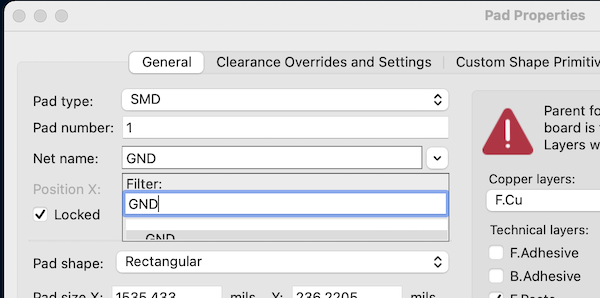 Pad Properties
General
Clearance Overrides and Settings
Custom Shape Primitiv
Pad type: SMD
Pad number: 1
Net name: GND
Position X:
Filter:
GND
GND
Locked
Pad shape: Rectangular
Pad size X: 1535.433 mils Y: 236.2205 mils
Parent fo
board is
Layers w
Copper layers:
F.Cu
Technical layers:
F.Adhesive
B.Adhesive
F.Paste